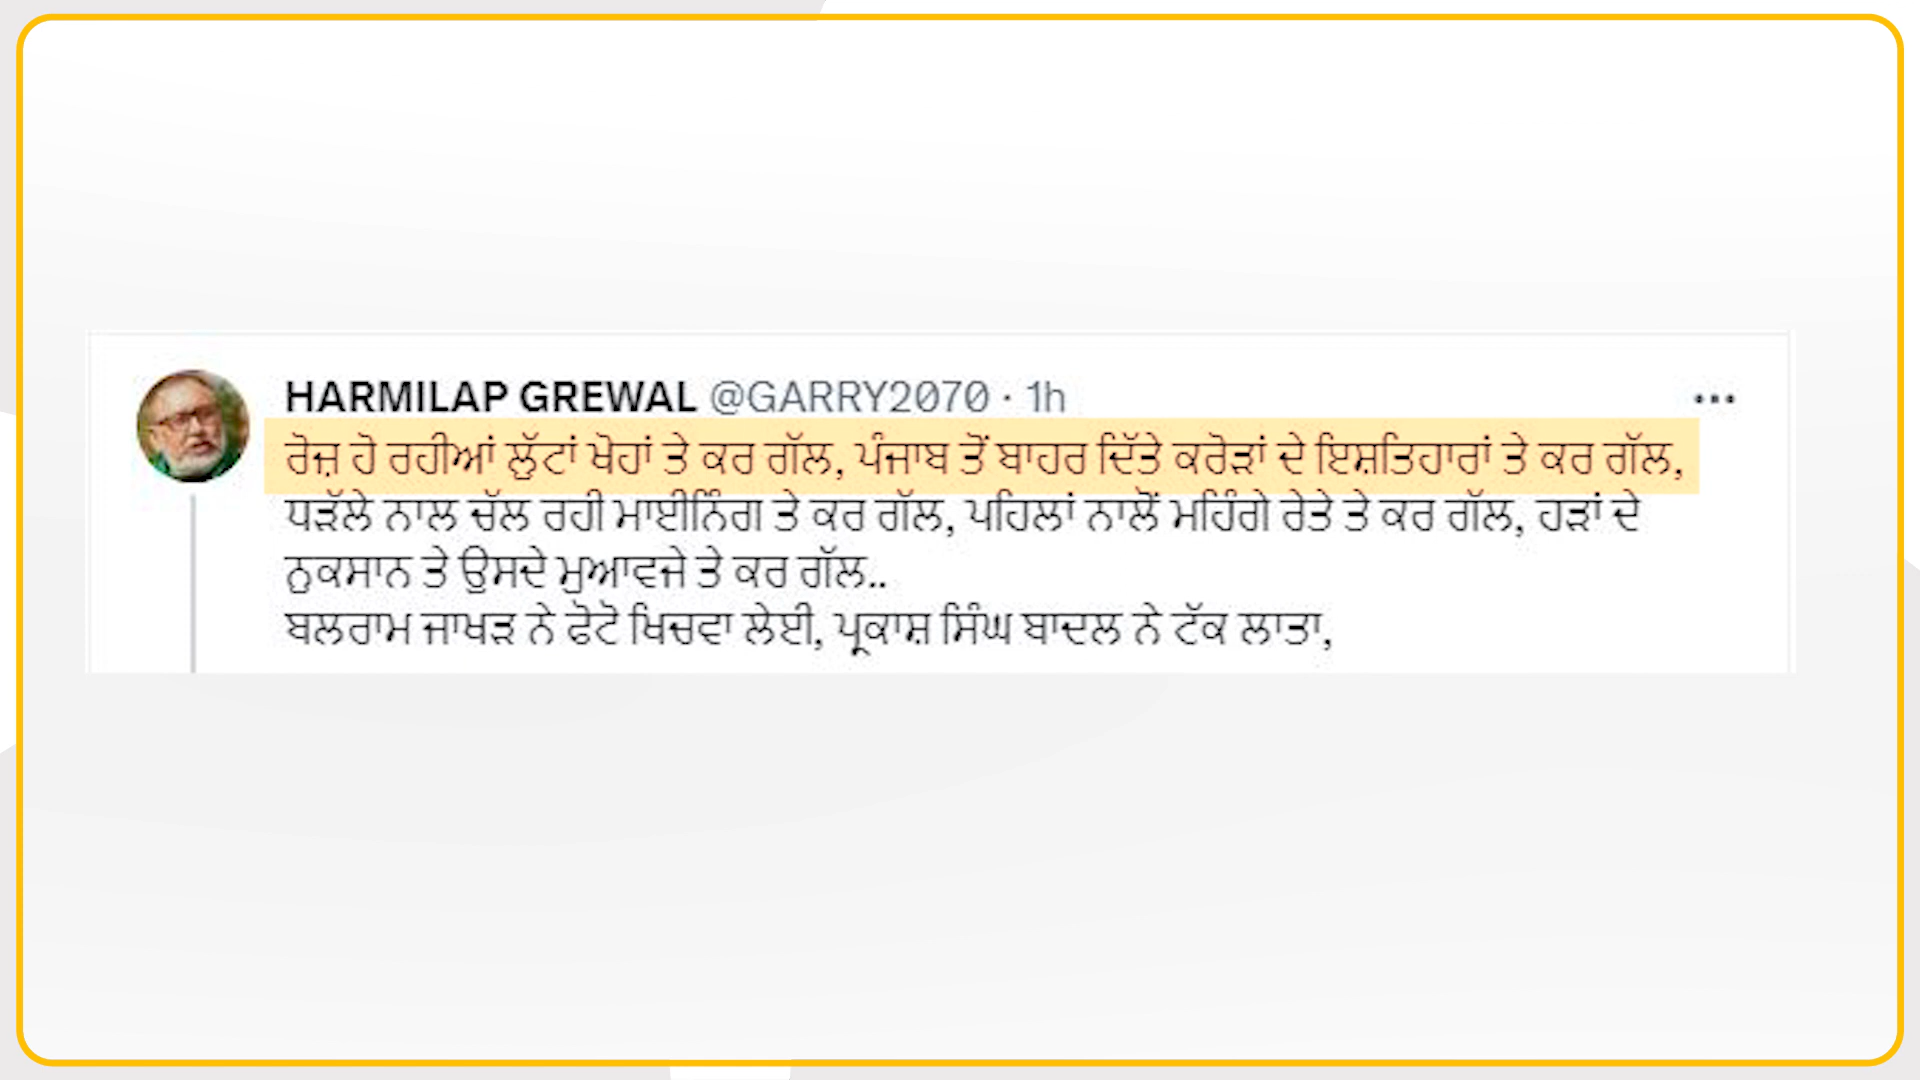 HARMILAP GREWAL @GARRY2070 · 1h
ਰੋਜ਼ ਹੋ ਰਹੀਆਂ ਲੁੱਟਾਂ ਖੋਹਾਂ ਤੇ ਕਰ ਗੱਲ, ਪੰਜਾਬ ਤੋਂ ਬਾਹਰ ਦਿੱਤੇ ਕਰੋੜਾਂ ਦੇ ਇਸ਼ਤਿਹਾਰਾਂ ਤੇ ਕਰ ਗੱਲ,
ਧੜੱਲੇ ਨਾਲ ਚੱਲ ਰਹੀ ਮਾਈਨਿੰਗ ਤੇ ਕਰ ਗੱਲ, ਪਹਿਲਾਂ ਨਾਲੋਂ ਮਹਿੰਗੇ ਰੇਤੇ ਤੇ ਕਰ ਗੱਲ, ਹੜਾਂ ਦੇ
ਨੁਕਸਾਨ ਤੇ ਉਸਦੇ ਮੁਆਵਜੇ ਤੇ ਕਰ ਗੱਲ..
ਬਲਰਾਮ ਜਾਖੜ ਨੇ ਫੋਟੋ ਖਿਚਵਾ ਲੇਈ, ਪ੍ਰਕਾਸ਼ ਸਿੰਘ ਬਾਦਲ ਨੇ ਟੱਕ ਲਾਤਾ,